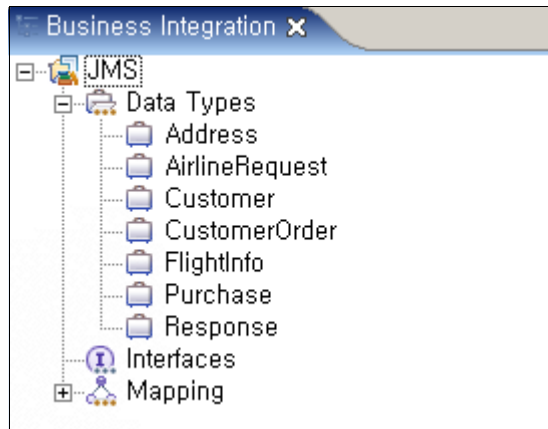 Business Integration
JMS
Data Types
Address
AirlineRequest
Customer
CustomerOrder
FlightInfo
Purchase
Response
Interfaces
Mapping